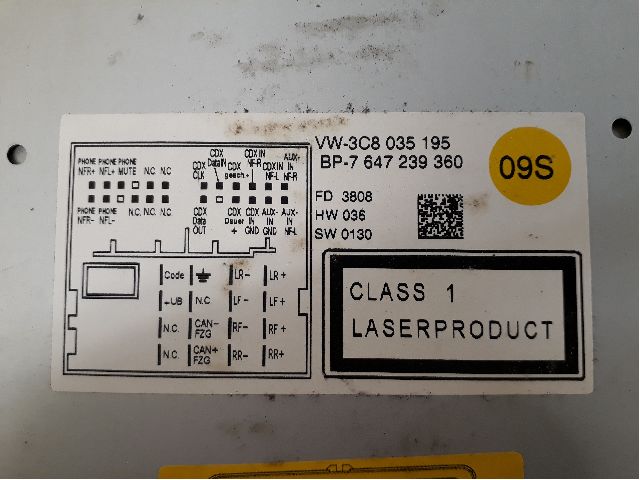 VW-3C8 035 195
BP-7 647 239 360
09S
FD 3808
HW 036
SW 0130
CLASS 1
LASERPRODUCT
PHONE NFR+
PHONE NFL+
PHONE MUTE
N.C.
N.C.
CDX CLK
CDX DataIN
CDX gesch.+
CDX IN NF-R
CDX IN NF-L
AUX- IN NF-R
PHONE NFR-
PHONE NFL-
N.C.
N.C.
N.C.
CDX Data OUT
CDX Dauer +
CDX IN GND
AUX- IN GND
AUX- IN NF-L
Code
LR-
LR+
+UB
N.C.
LF-
LF+
N.C.
CAN- FZG
RF-
RF+
N.C.
CAN+ FZG
RR-
RR+